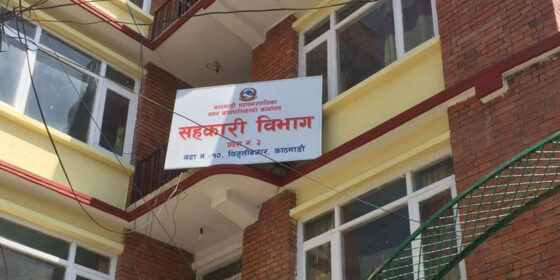 काठमाडौं महानगरपालिका
नगर कार्यपालिकाको कार्यालय
सहकारी विभाग
प्रदेश नं. ३
वडा नं.-१०, विजुलीबजार, काठमाडौं